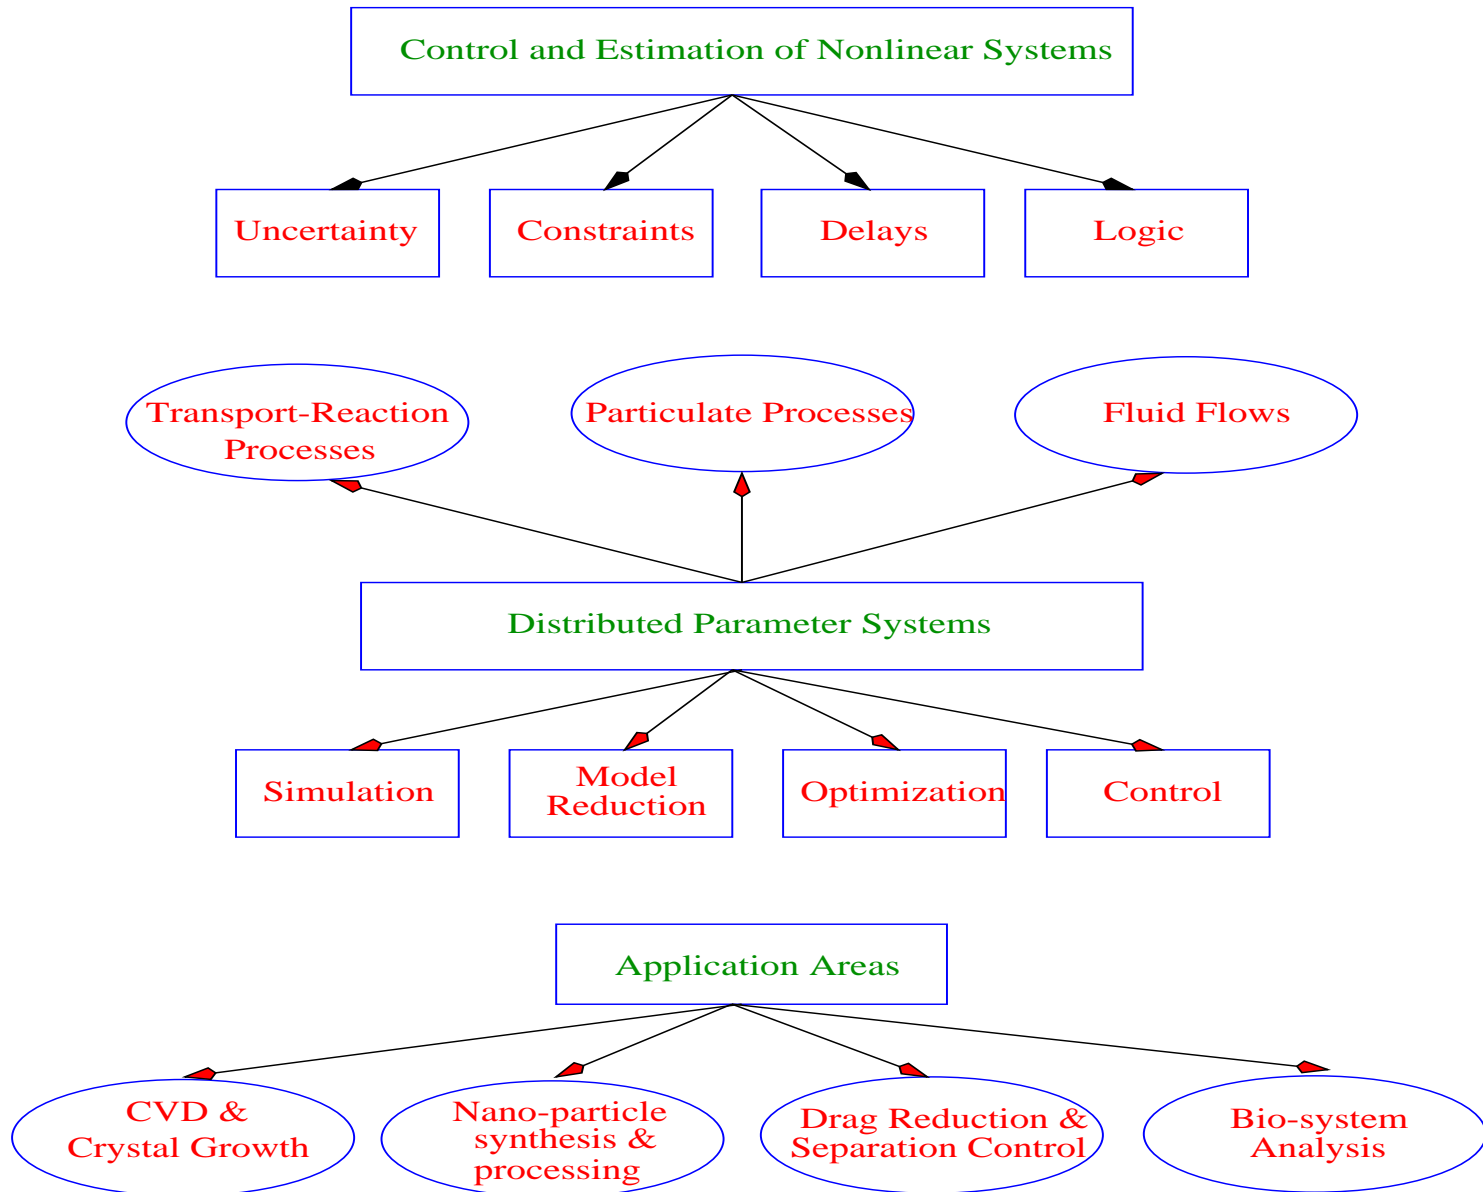 Control and Estimation of Nonlinear Systems
Uncertainty
Constraints
Delays
Logic
Transport-Reaction
Processes
Particulate Processes
Fluid Flows
Distributed Parameter Systems
Simulation
Model
Reduction
Optimization
Control
Application Areas
CVD &
Crystal Growth
Nano-particle
synthesis &
processing
Drag Reduction &
Separation Control
Bio-system
Analysis